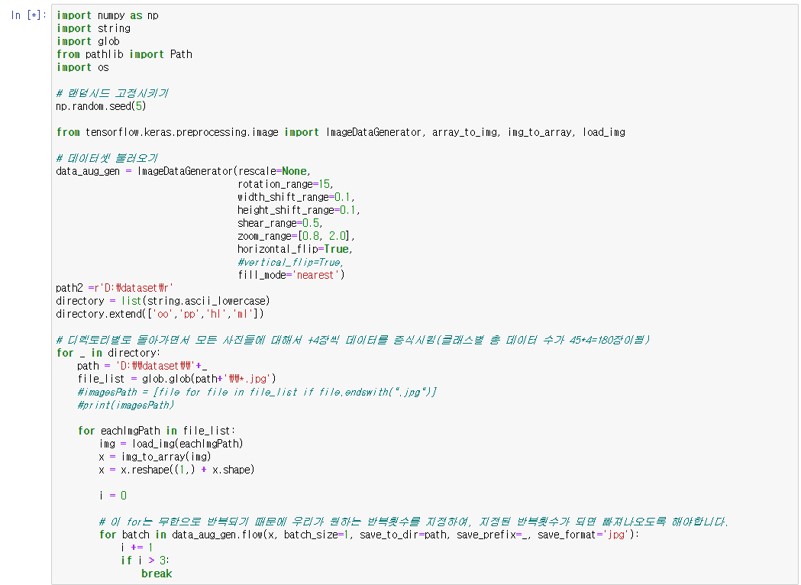 In [*]:
import numpy as np
import string
import glob
from pathlib import Path
import os
# 랜덤시드 고정시키기
np.random.seed(5)
from tensorflow.keras.preprocessing.image import ImageDataGenerator, array_to_img, img_to_array, load_img
# 데이터셋 불러오기
data_aug_gen = ImageDataGenerator(rescale=None,
rotation_range=15,
width_shift_range=0.1,
height_shift_range=0.1,
shear_range=0.5,
zoom_range=[0.8, 2.0],
horizontal_flip=True,
#vertical_flip=True,
fill_mode='nearest')
path2 =r'D:₩dataset₩r'
directory = list(string.ascii_lowercase)
directory.extend(['oo','pp','hl','ml'])
# 디렉토리별로 돌아가면서 모든 사진들에 대해서 +4장씩 데이터를 증식시킴(클래스별 총 데이터 수가 45*4=180장이됨)
for _ in directory:
path = 'D:₩₩dataset₩₩'+_
file_list = glob.glob(path+'₩₩*.jpg')
#imagesPath = [file for file in file_list if file.endswith(".jpg")]
#print(imagesPath)
for eachImgPath in file_list:
img = load_img(eachImgPath)
x = img_to_array(img)
x = x.reshape((1,) + x.shape)
i = 0
# 이 for는 무한으로 반복되기 때문에 우리가 원하는 반복횟수를 지정하여, 지정된 반복횟수가 되면 빠져나오도록 해야합니다.
for batch in data_aug_gen.flow(x, batch_size=1, save_to_dir=path, save_prefix=_, save_format='jpg'):
i += 1
if i > 3:
break